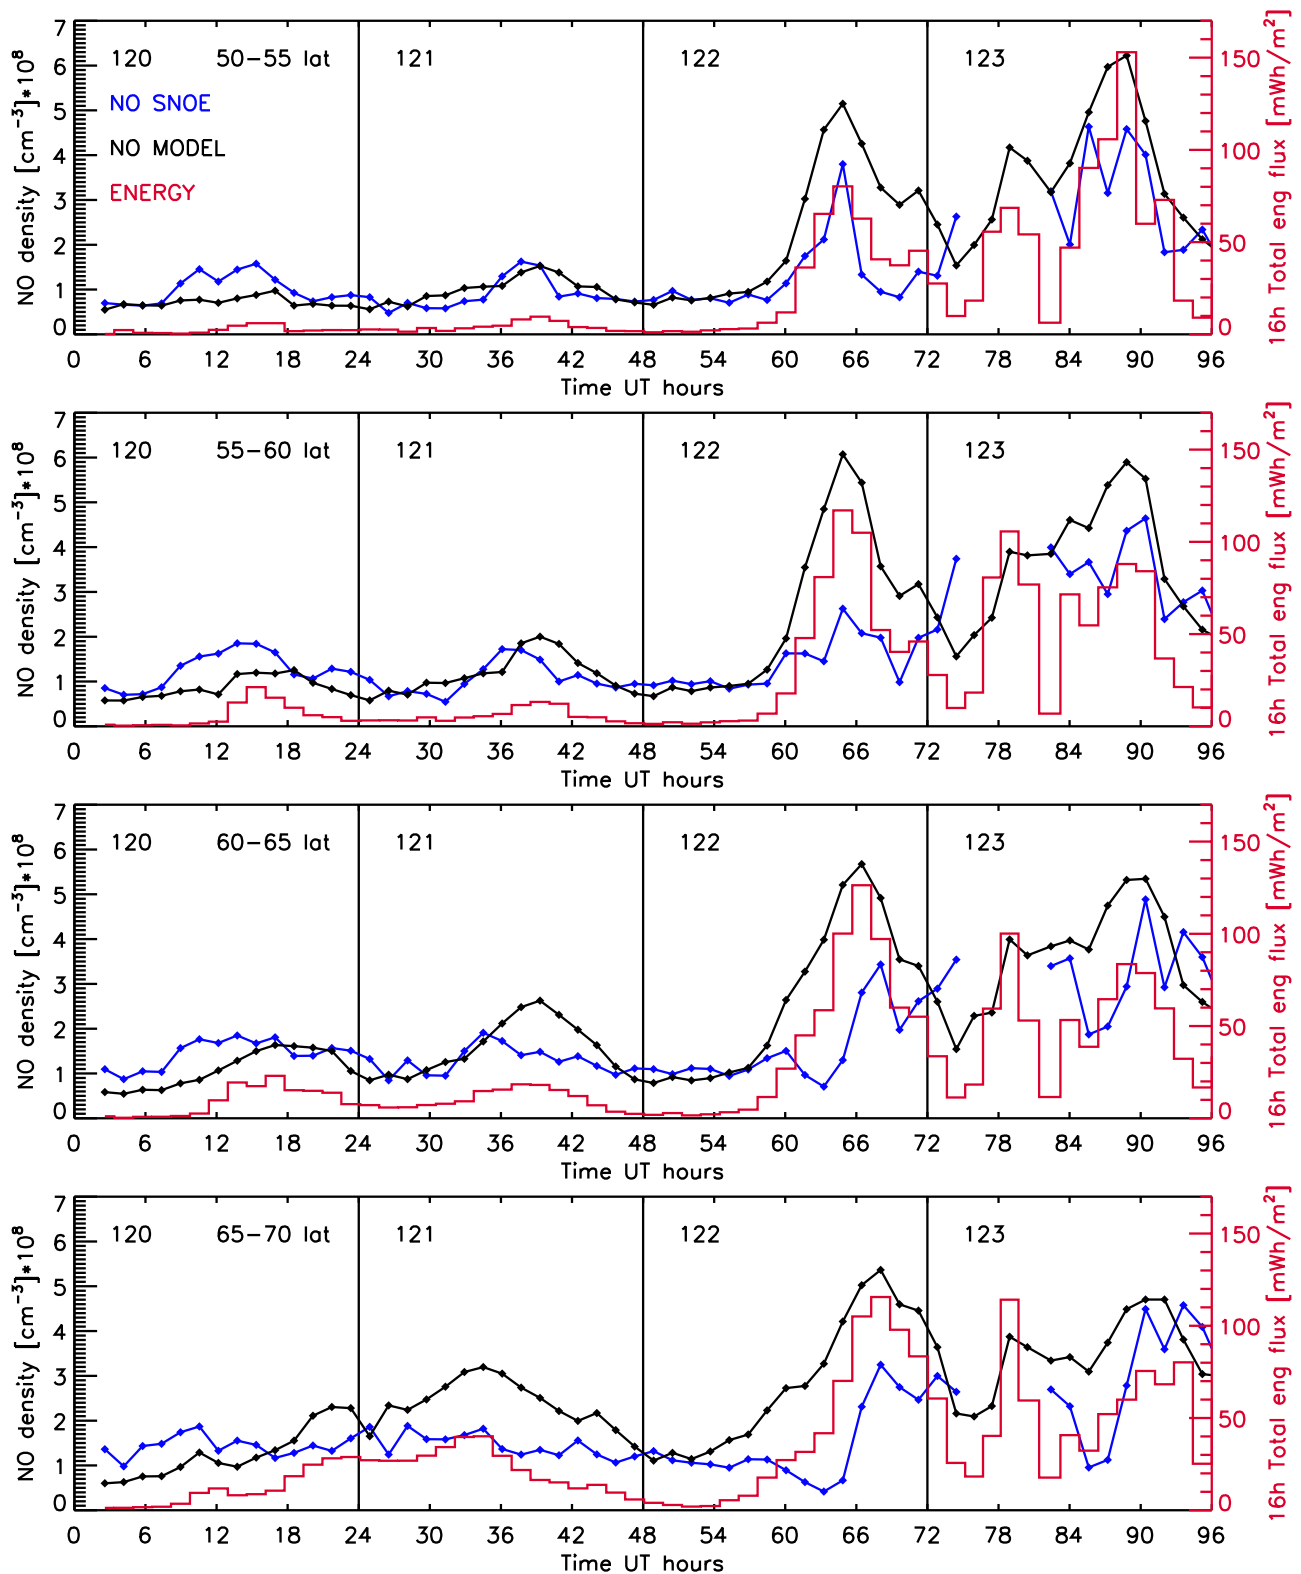 7
6
5
4
3
2
1
0
NO density [cm⁻³]*10⁸
120 50-55 lat 121 122 123
NO SNOE
NO MODEL
ENERGY
150
100
50
0
16h Total eng flux [mWh/m²]
0 6 12 18 24 30 36 42 48 54 60 66 72 78 84 90 96
Time UT hours
7
6
5
4
3
2
1
0
NO density [cm⁻³]*10⁸
120 55-60 lat 121 122 123
150
100
50
0
16h Total eng flux [mWh/m²]
0 6 12 18 24 30 36 42 48 54 60 66 72 78 84 90 96
Time UT hours
7
6
5
4
3
2
1
0
NO density [cm⁻³]*10⁸
120 60-65 lat 121 122 123
150
100
50
0
16h Total eng flux [mWh/m²]
0 6 12 18 24 30 36 42 48 54 60 66 72 78 84 90 96
Time UT hours
7
6
5
4
3
2
1
0
NO density [cm⁻³]*10⁸
120 65-70 lat 121 122 123
150
100
50
0
16h Total eng flux [mWh/m²]
0 6 12 18 24 30 36 42 48 54 60 66 72 78 84 90 96
Time UT hours